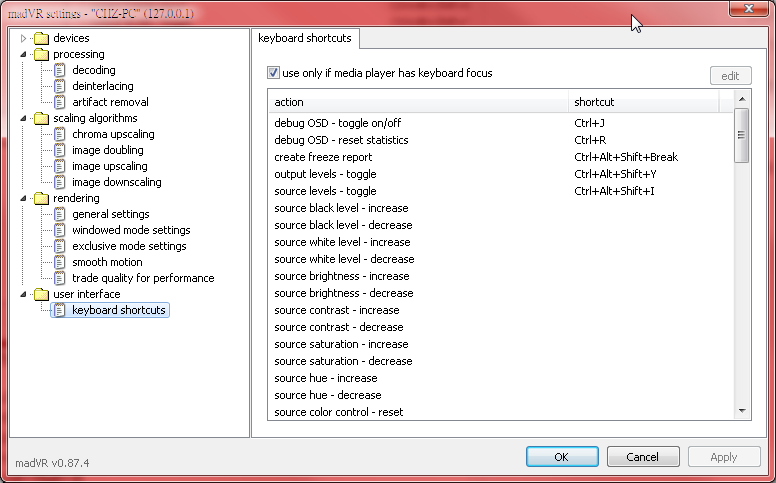 madVR settings - "CHZ-PC" (127.0.0.1)
devices
processing
decoding
deinterlacing
artifact removal
scaling algorithms
chroma upscaling
image doubling
image upscaling
image downscaling
rendering
general settings
windowed mode settings
exclusive mode settings
smooth motion
trade quality for performance
user interface
keyboard shortcuts
keyboard shortcuts
use only if media player has keyboard focus
edit
action shortcut
debug OSD - toggle on/off Ctrl+J
debug OSD - reset statistics Ctrl+R
create freeze report Ctrl+Alt+Shift+Break
output levels - toggle Ctrl+Alt+Shift+Y
source levels - toggle Ctrl+Alt+Shift+I
source black level - increase
source black level - decrease
source white level - increase
source white level - decrease
source brightness - increase
source brightness - decrease
source contrast - increase
source contrast - decrease
source saturation - increase
source saturation - decrease
source hue - increase
source hue - decrease
source color control - reset
madVR v0.87.4
OK Cancel Apply